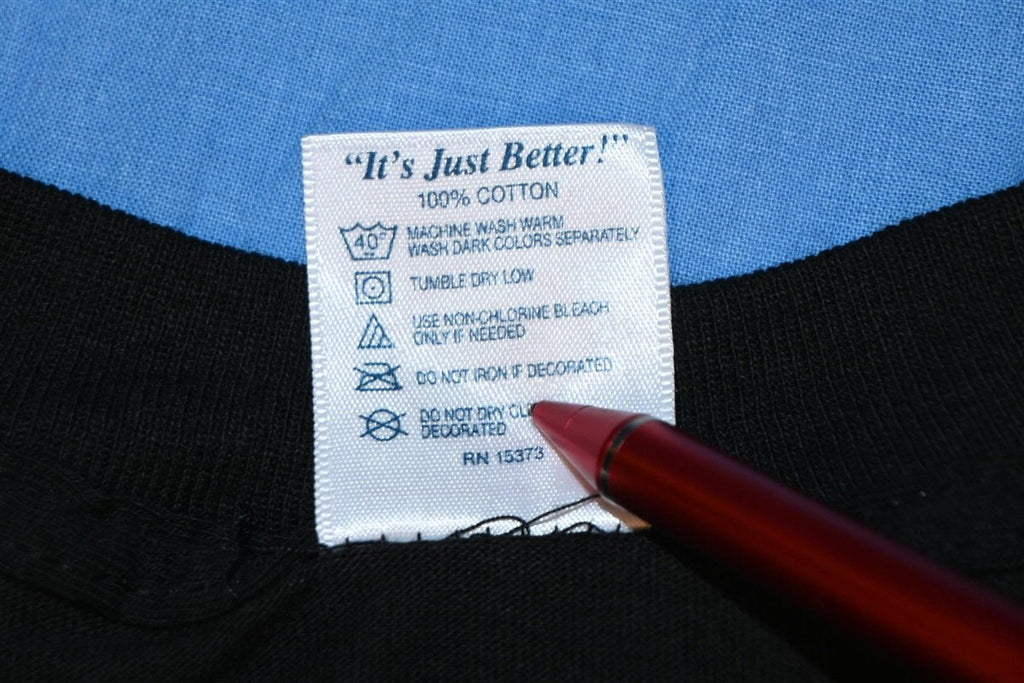 “It's Just Better!”
100% COTTON
40° MACHINE WASH WARM
WASH DARK COLORS SEPARATELY
TUMBLE DRY LOW
USE NON-CHLORINE BLEACH
ONLY IF NEEDED
DO NOT IRON IF DECORATED
DO NOT DRY
DECORATED
RN 15373